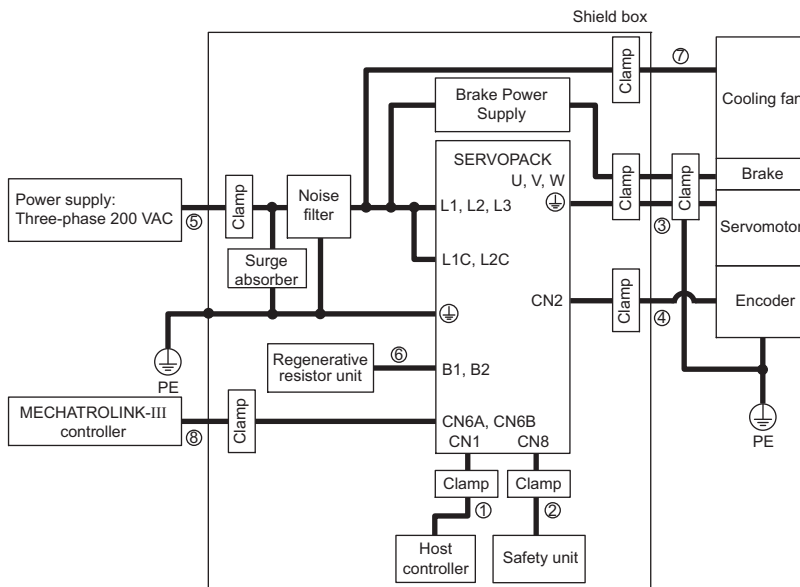 Shield box
Clamp
⑦
Cooling fan
Brake Power
Supply
SERVOPACK
U, V, W
Clamp
Clamp
Brake
Power supply:
Three-phase 200 VAC
⑤
Clamp
Noise
filter
L1, L2, L3
③
Servomotor
Surge
absorber
L1C, L2C
CN2
Clamp
④
Encoder
PE
Regenerative
resistor unit
⑥
B1, B2
MECHATROLINK-III
controller
⑧
Clamp
CN6A, CN6B
CN1
CN8
PE
Clamp
Clamp
①
②
Host
controller
Safety unit